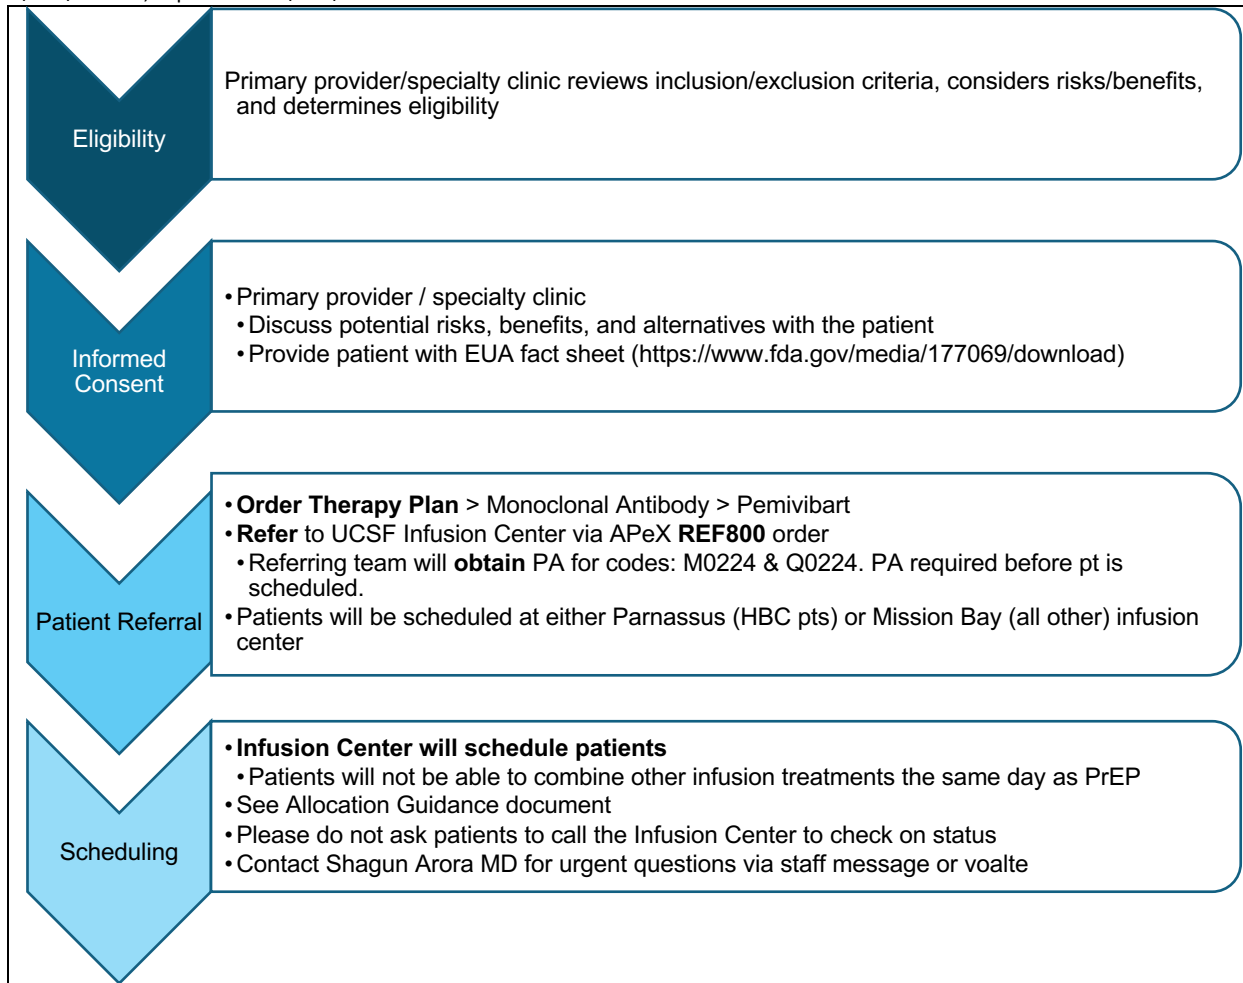 Eligibility
Primary provider/specialty clinic reviews inclusion/exclusion criteria, considers risks/benefits,
and determines eligibility
Informed
Consent
•Primary provider / specialty clinic
•Discuss potential risks, benefits, and alternatives with the patient
•Provide patient with EUA fact sheet (https://www.fda.gov/media/177069/download)
Patient Referral
•Order Therapy Plan > Monoclonal Antibody > Pemivibart
•Refer to UCSF Infusion Center via APeX REF800 order
•Referring team will obtain PA for codes: M0224 & Q0224. PA required before pt is
scheduled.
•Patients will be scheduled at either Parnassus (HBC pts) or Mission Bay (all other) infusion
center
Scheduling
•Infusion Center will schedule patients
•Patients will not be able to combine other infusion treatments the same day as PrEP
•See Allocation Guidance document
•Please do not ask patients to call the Infusion Center to check on status
•Contact Shagun Arora MD for urgent questions via staff message or voalte